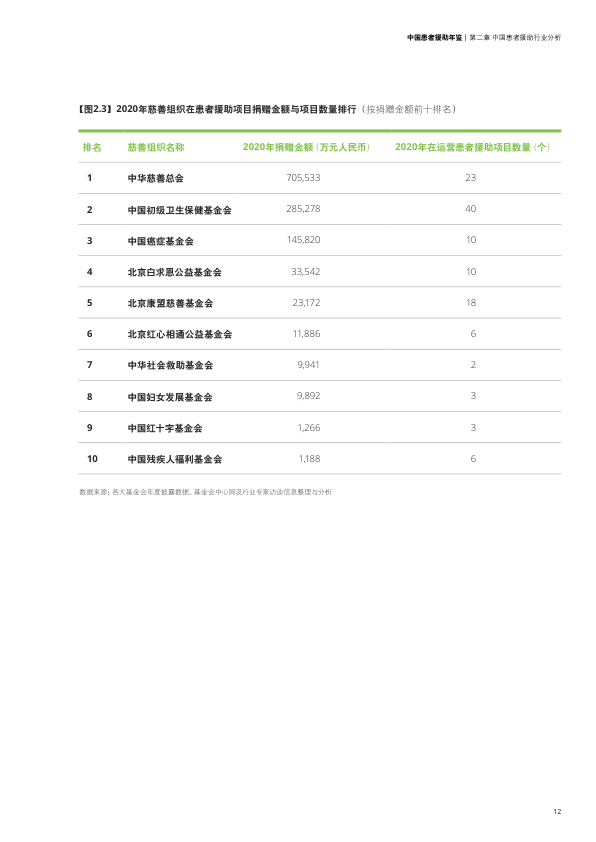 中国患者援助年鉴 | 第二章 中国患者援助行业分析
【图2.3】2020年慈善组织在患者援助项目捐赠金额与项目数量排行（按捐赠金额前十排名）
排名 慈善组织名称 2020年捐赠金额（万元人民币） 2020年在运营患者援助项目数量（个）
1 中华慈善总会 705,533 23
2 中国初级卫生保健基金会 285,278 40
3 中国癌症基金会 145,820 10
4 北京白求恩公益基金会 33,542 10
5 北京康盟慈善基金会 23,172 18
6 北京红心相通公益基金会 11,886 6
7 中华社会救助基金会 9,941 2
8 中国妇女发展基金会 9,892 3
9 中国红十字基金会 1,266 3
10 中国残疾人福利基金会 1,188 6
数据来源：各大基金会年度披露数据、基金会中心网及行业专家访谈信息整理与分析
12